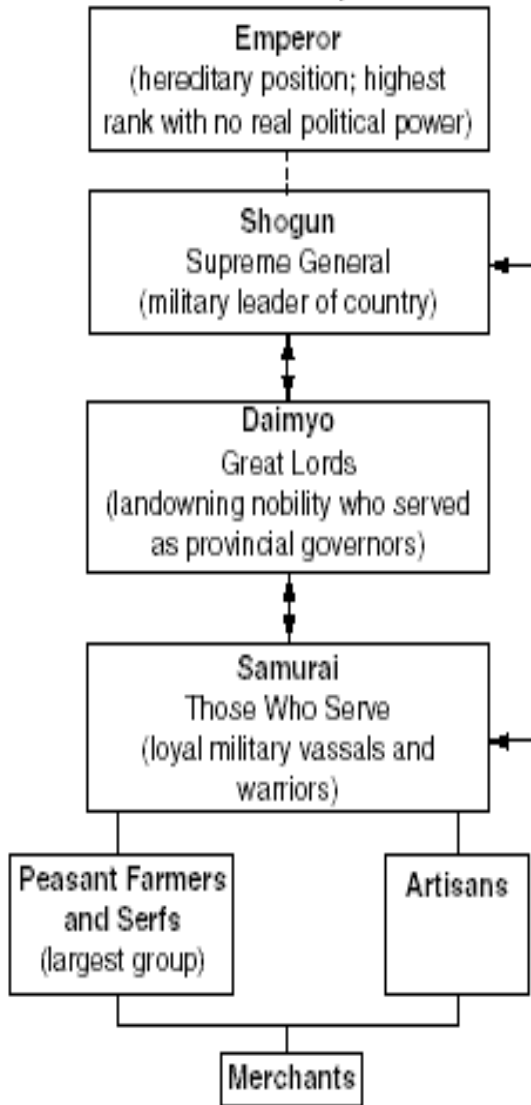 Emperor
(hereditary position; highest
rank with no real political power)
Shogun
Supreme General
(military leader of country)
Daimyo
Great Lords
(landowning nobility who served
as provincial governors)
Samurai
Those Who Serve
(loyal military vassals and
warriors)
Peasant Farmers
and Serfs
(largest group)
Artisans
Merchants